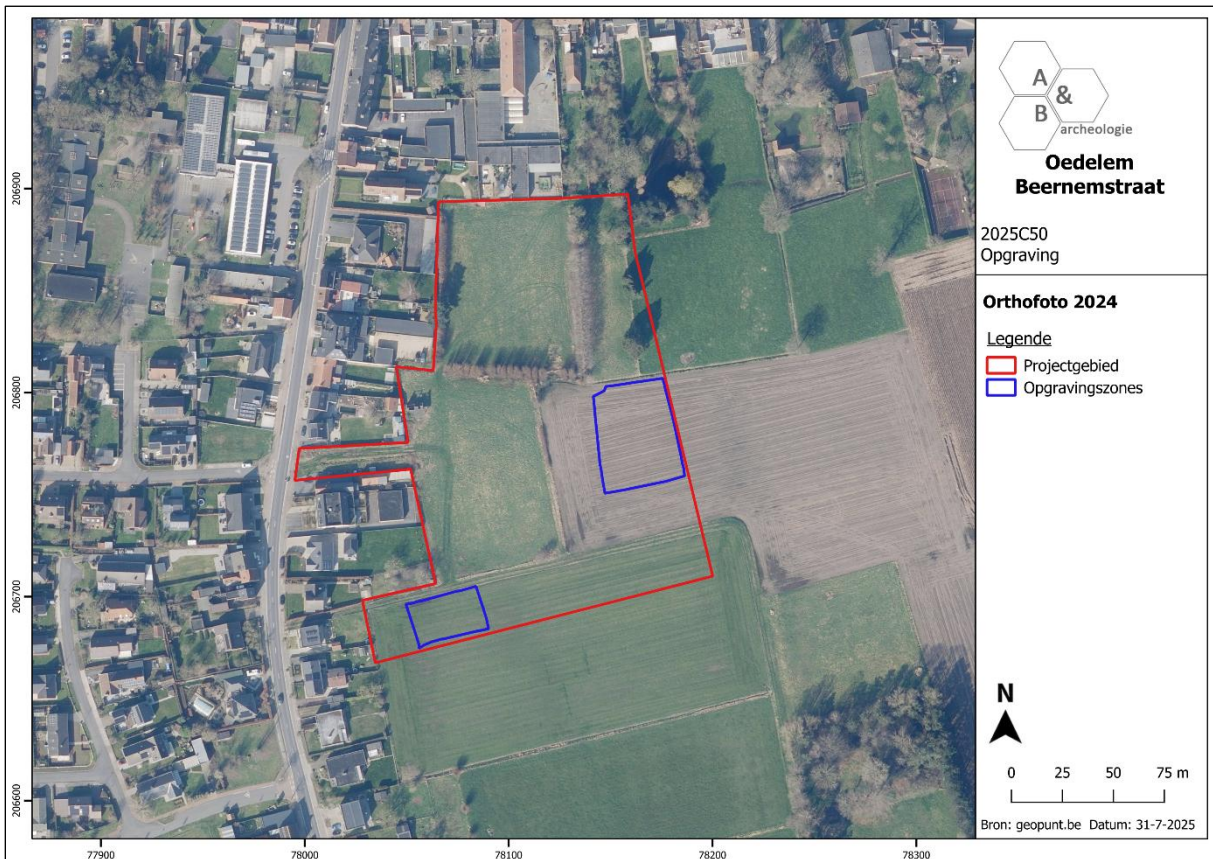 A
&
B
archeologie
Oedelem
Beernemstraat
2025C50
Opgraving
Orthofoto 2024
Legende
Projectgebied
Opgravingszones
N
0 25 50 75 m
Bron: geopunt.be Datum: 31-7-2025
206900
206800
206700
206600
77900 78000 78100 78200 78300